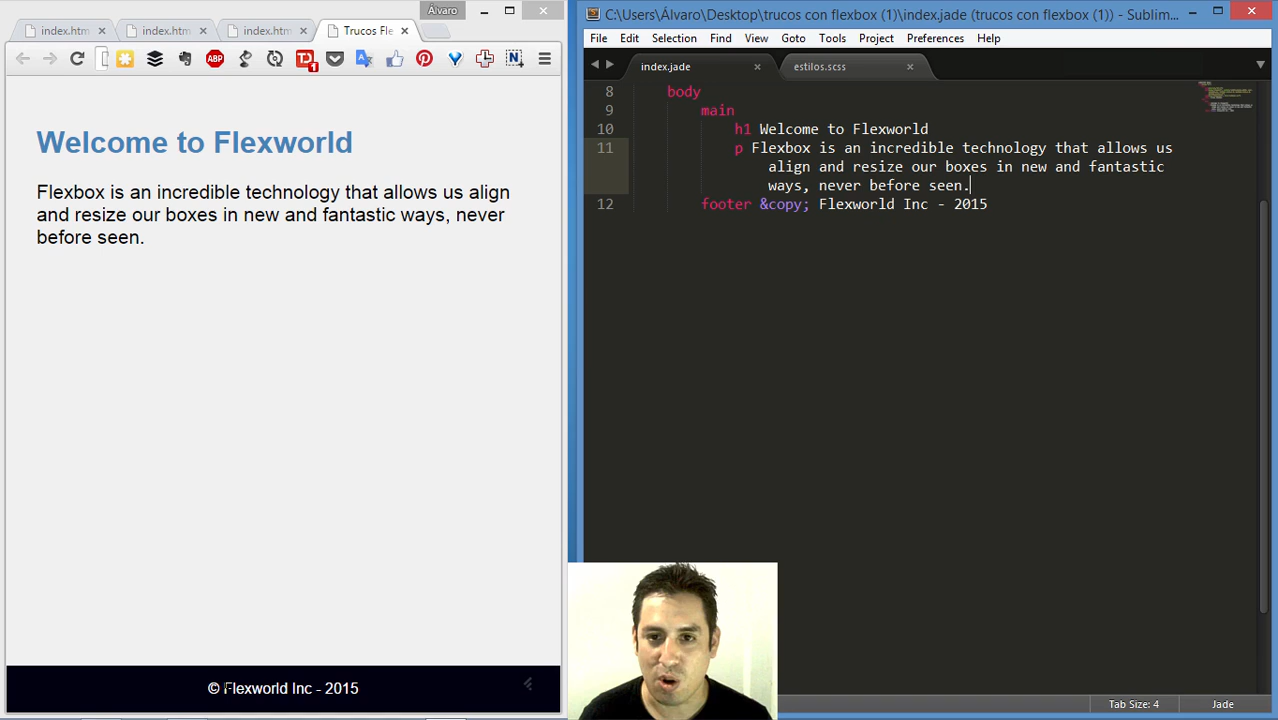 Álvaro
index.htm
index.htm
index.htm
Trucos Fle
ABP
TD
1
N
Welcome to Flexworld
Flexbox is an incredible technology that allows us align
and resize our boxes in new and fantastic ways, never
before seen.
© Flexworld Inc - 2015
C:\Users\Álvaro\Desktop\trucos con flexbox (1)\index.jade (trucos con flexbox (1)) - Sublim...
File Edit Selection Find View Goto Tools Project Preferences Help
index.jade
estilos.scss
8 body
9 main
10 h1 Welcome to Flexworld
11 p Flexbox is an incredible technology that allows us
align and resize our boxes in new and fantastic
ways, never before seen.
12 footer &copy; Flexworld Inc - 2015
Tab Size: 4 Jade